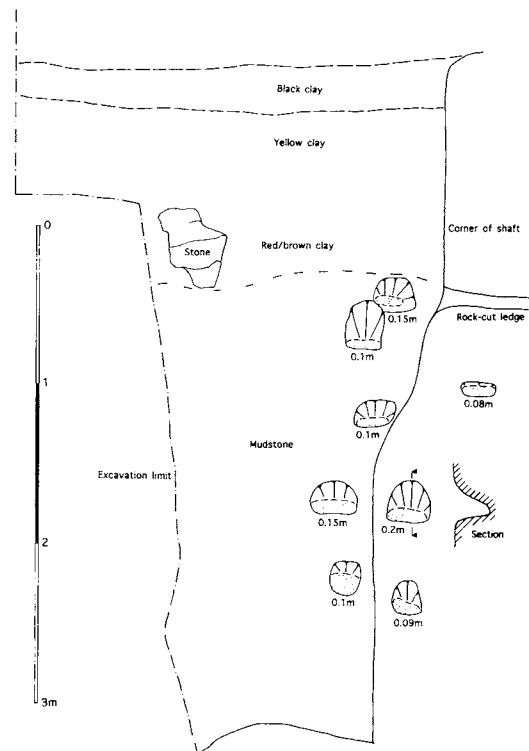 Black clay
Yellow clay
0
Stone
Red/brown clay
Corner of shaft
0.15m
Rock-cut ledge
0.1m
1
0.08m
0.1m
Mudstone
Excavation limit
0.15m
0.2m
Section
2
0.1m
0.09m
3m